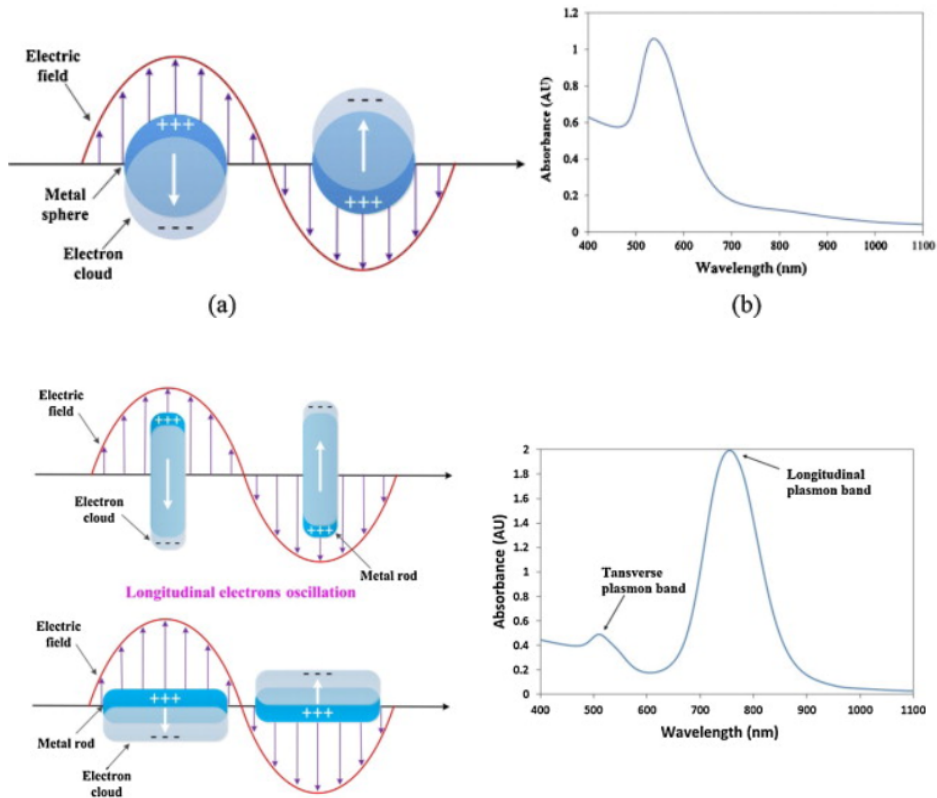 Electric
field
+++
- - -
Metal
sphere
Electron
cloud
- - -
+++
(a)
1.2
1
0.8
0.6
0.4
0.2
0
Absorbance (AU)
400 500 600 700 800 900 1000 1100
Wavelength (nm)
(b)
Electric
field
+++
- - -
Electron
cloud
- - -
+++
Metal rod
Longitudinal electrons oscillation
Electric
field
+++
- - -
Metal rod
- - -
+++
Electron
cloud
2
1.8
1.6
1.4
1.2
1
0.8
0.6
0.4
0.2
0
Absorbance (AU)
Longitudinal
plasmon band
Tansverse
plasmon band
400 500 600 700 800 900 1000 1100
Wavelength (nm)